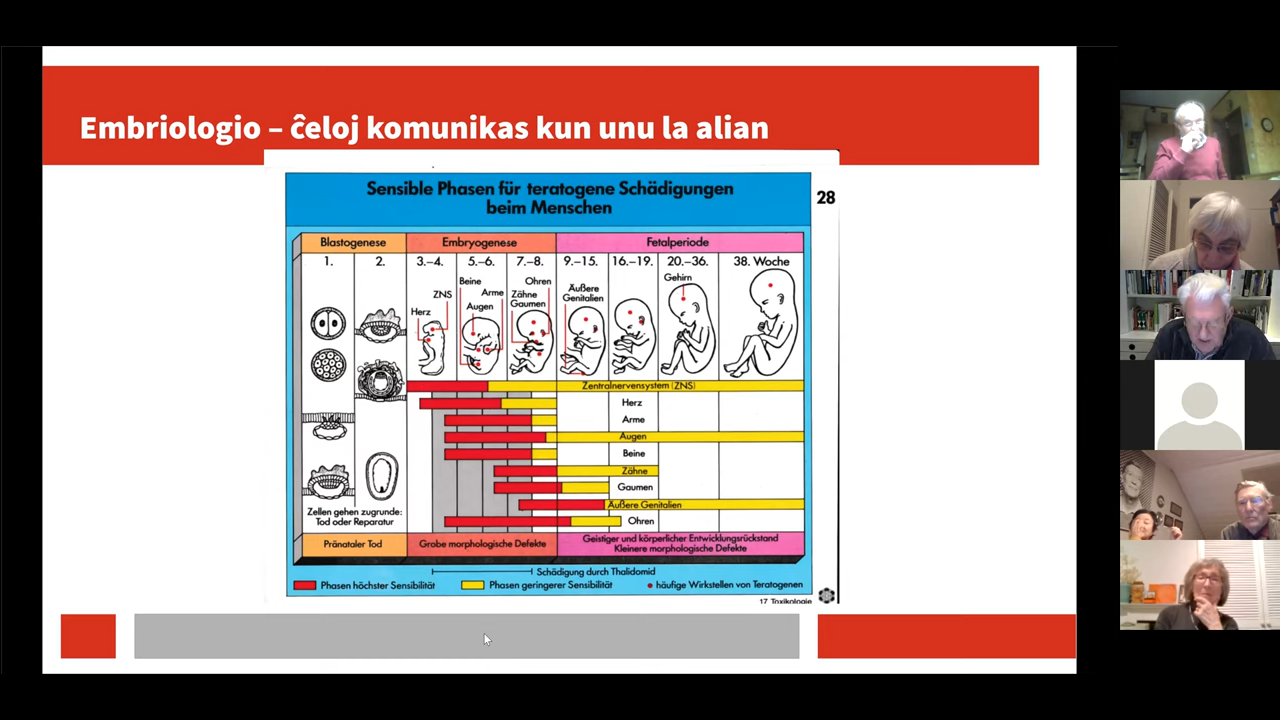 Embriologio – ĉeloj komunikas kun unu la alian
Sensible Phasen für teratogene Schädigungen
beim Menschen
28
Blastogenese
Embryogenese
Fetalperiode
1.
2.
3.–4.
5.–6.
7.–8.
9.–15.
16.–19.
20.–36.
38. Woche
Herz
ZNS
Beine
Arme
Augen
Ohren
Zähne
Gaumen
Äußere
Genitalien
Gehirn
Zentralnervensystem (ZNS)
Herz
Arme
Augen
Beine
Zähne
Gaumen
Äußere Genitalien
Ohren
Zellen gehen zugrunde:
Tod oder Reparatur
Pränataler Tod
Grobe morphologische Defekte
Geistiger und körperlicher Entwicklungsrückstand
Kleinere morphologische Defekte
Schädigung durch Thalidomid
Phasen höchster Sensibilität
Phasen geringerer Sensibilität
häufige Wirkstellen von Teratogenen
17 Toxikologie